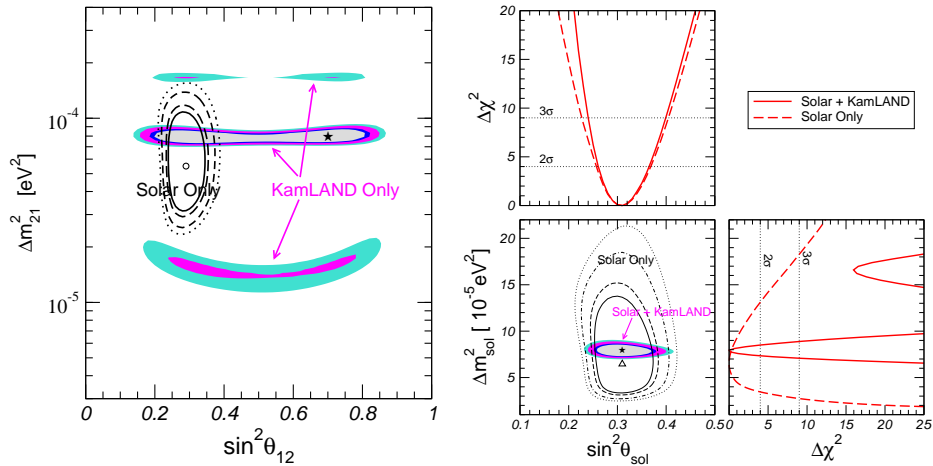 Δm²₂₁ [eV²]
10⁻⁴
10⁻⁵
Solar Only
KamLAND Only
0 0.2 0.4 0.6 0.8 1
sin²θ₁₂
Δχ²
20
15
10
5
0
3σ
2σ
Solar + KamLAND
Solar Only
Δm²sol [ 10⁻⁵ eV²]
20
15
10
5
Solar Only
Solar + KamLAND
0.1 0.2 0.3 0.4 0.5
sin²θsol
2σ
3σ
0 5 10 15 20 25
Δχ²